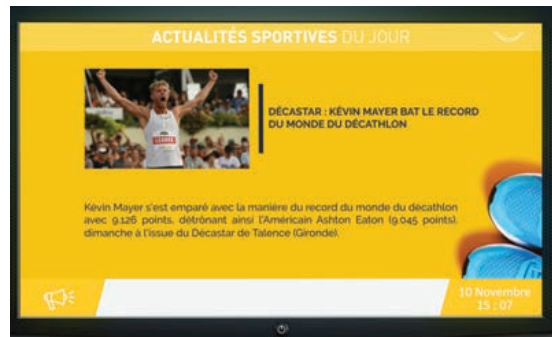 ACTUALITÉS SPORTIVES DU JOUR
DÉCASTAR : KÉVIN MAYER BAT LE RECORD
DU MONDE DU DÉCATHLON
Kévin Mayer s'est emparé avec la manière du record du monde du décathlon
avec 9.126 points, détrônant ainsi l'Américain Ashton Eaton (9.045 points),
dimanche à l'issue du Décastar de Talence (Gironde).
10 Novembre
15 : 07